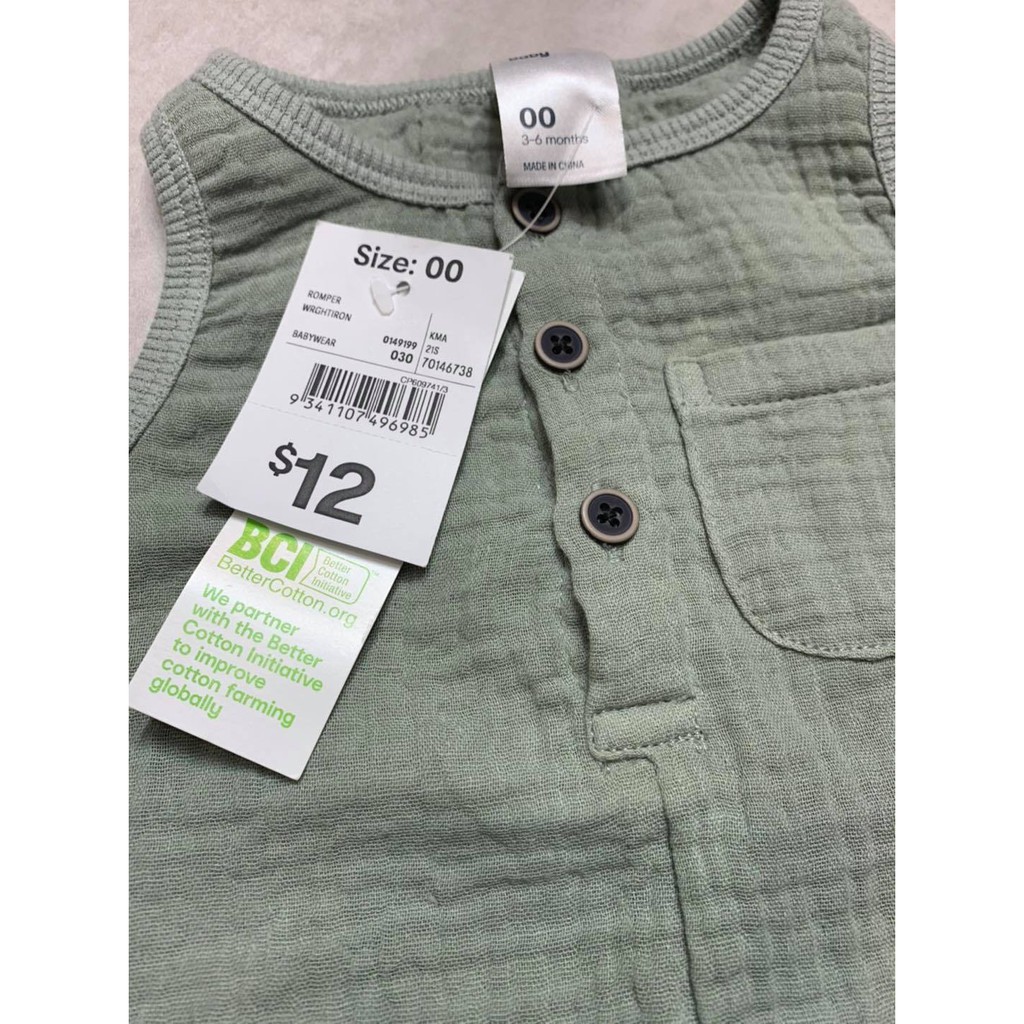 00
3-6 months
MADE IN CHINA
Size: 00
ROMPER
WRGHTIRON
BABYWEAR
0149199
030
KMA
21S
70146738
CP609741/3
9 341107 496985
$12
BCI
Better
Cotton
Initiative
BetterCotton.org
We partner
with the Better
Cotton Initiative
to improve
cotton farming
globally